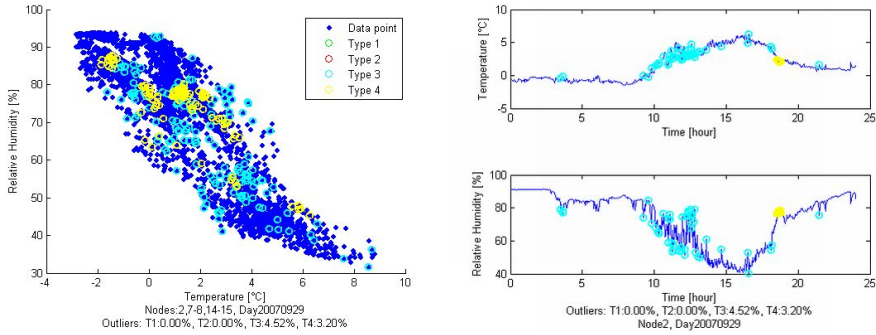 100
90
80
70
60
50
40
30
-4
-2
0
2
4
6
8
10
Relative Humidity [%]
Temperature [°C]
Data point
Type 1
Type 2
Type 3
Type 4
Nodes:2,7-8,14-15, Day20070929
Outliers: T1:0.00%, T2:0.00%, T3:4.52%, T4:3.20%
Temperature [°C]
10
5
0
-5
0
5
10
15
20
25
Time [hour]
Relative Humidity [%]
100
80
60
40
0
5
10
15
20
25
Time [hour]
Outliers: T1:0.00%, T2:0.00%, T3:4.52%, T4:3.20%
Node2, Day20070929